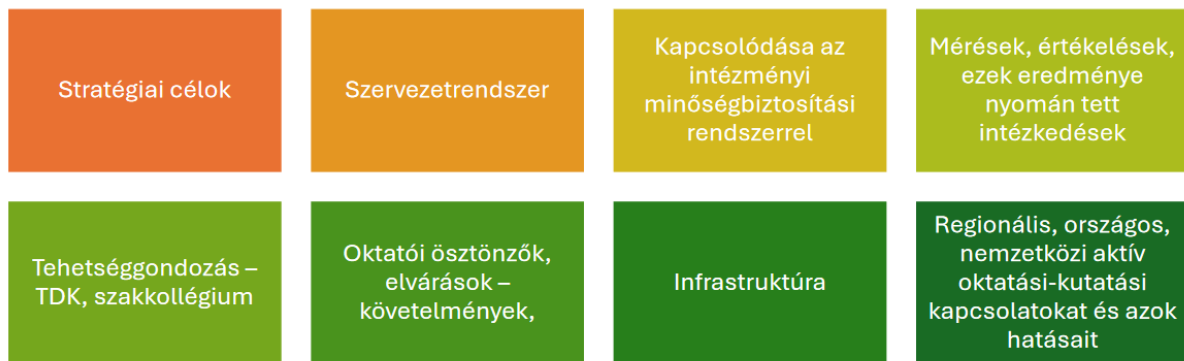 Stratégiai célok
Szervezetrendszer
Kapcsolódása az
intézményi
minőségbiztosítási
rendszerrel
Mérések, értékelések,
ezek eredménye
nyomán tett
intézkedések
Tehetséggondozás –
TDK, szakkollégium
Oktatói ösztönzők,
elvárások –
követelmények,
Infrastruktúra
Regionális, országos,
nemzetközi aktív
oktatási-kutatási
kapcsolatokat és azok
hatásait